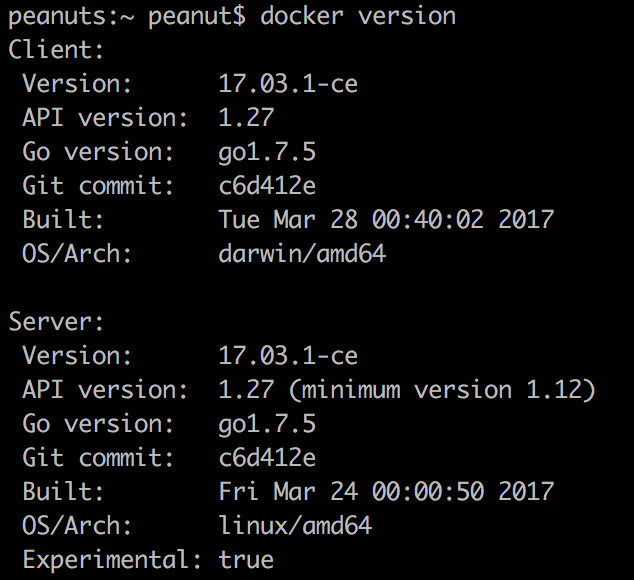 peanuts:~ peanut$ docker version
Client:
 Version:      17.03.1-ce
 API version:  1.27
 Go version:   go1.7.5
 Git commit:   c6d412e
 Built:        Tue Mar 28 00:40:02 2017
 OS/Arch:      darwin/amd64

Server:
 Version:      17.03.1-ce
 API version:  1.27 (minimum version 1.12)
 Go version:   go1.7.5
 Git commit:   c6d412e
 Built:        Fri Mar 24 00:00:50 2017
 OS/Arch:      linux/amd64
 Experimental: true